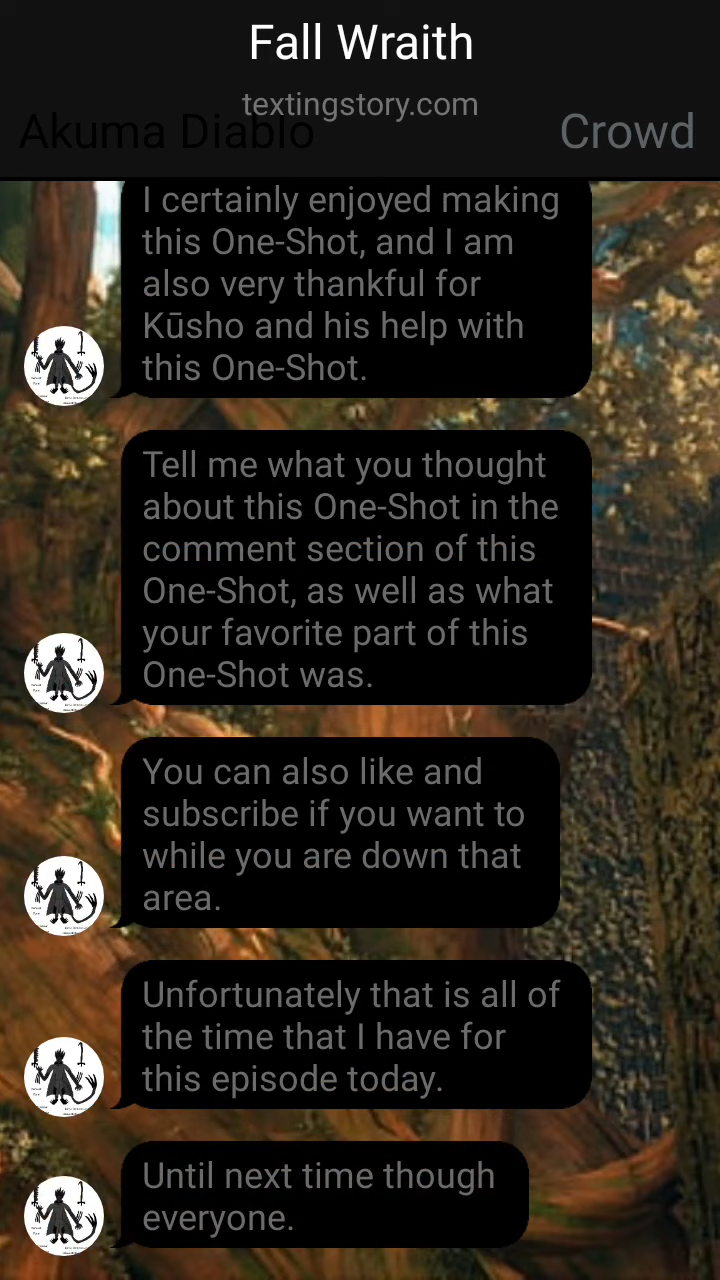 Fall Wraith
textingstory.com
Akuma Diablo
Crowd
I certainly enjoyed making
this One-Shot, and I am
also very thankful for
Kūsho and his help with
this One-Shot.
Tell me what you thought
about this One-Shot in the
comment section of this
One-Shot, as well as what
your favorite part of this
One-Shot was.
You can also like and
subscribe if you want to
while you are down that
area.
Unfortunately that is all of
the time that I have for
this episode today.
Until next time though
everyone.